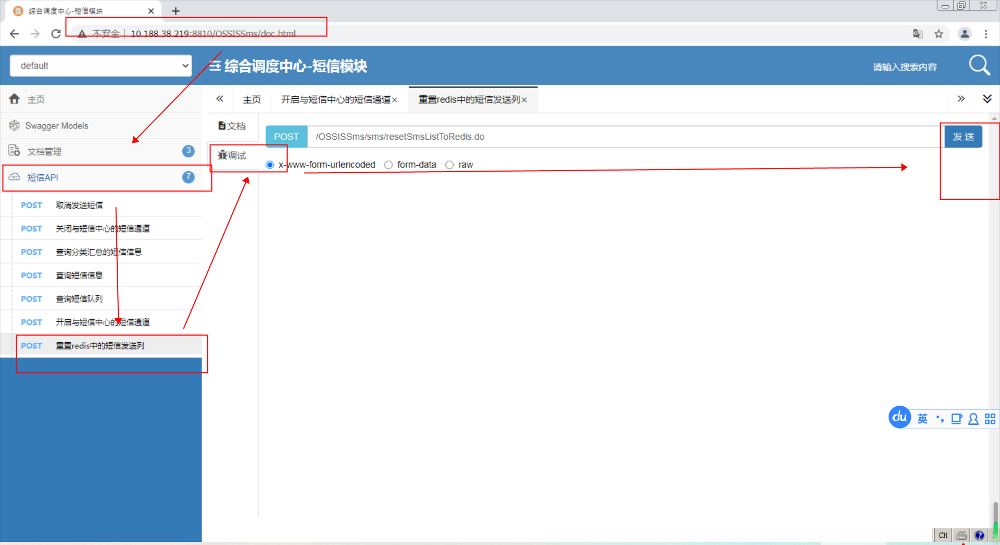 综合调度中心-短信模块
不安全 10.188.38.219:8810/OSSISSms/doc.html
default
综合调度中心-短信模块
请输入搜索内容
主页
Swagger Models
文档管理 3
短信API 7
POST 取消发送短信
POST 关闭与短信中心的短信通道
POST 查询分类汇总的短信信息
POST 查询短信信息
POST 查询短信队列
POST 开启与短信中心的短信通道
POST 重置redis中的短信发送列
主页 开启与短信中心的短信通道× 重置redis中的短信发送列×
文档
调试
POST /OSSISSms/sms/resetSmsListToRedis.do 发 送
x-www-form-urlencoded form-data raw
du 英
CH